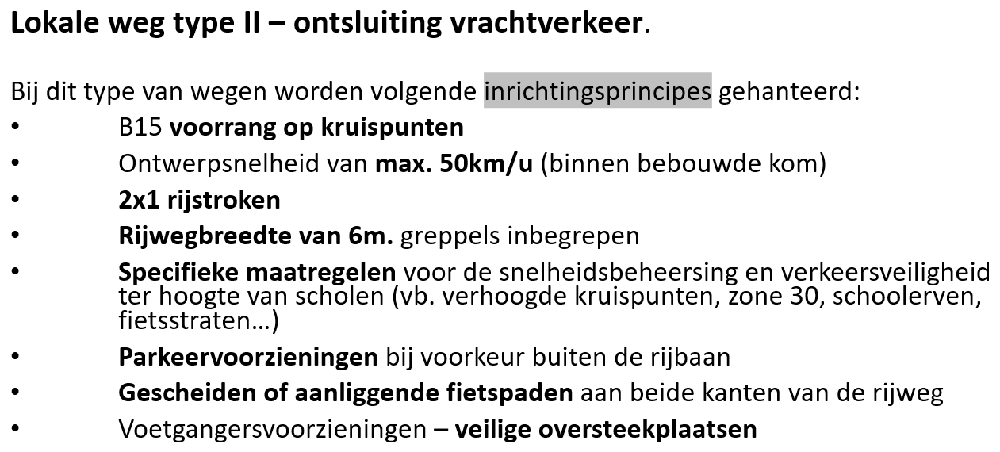 Lokale weg type II – ontsluiting vrachtverkeer.
Bij dit type van wegen worden volgende inrichtingsprincipes gehanteerd:
• B15 voorrang op kruispunten
• Ontwerpsnelheid van max. 50km/u (binnen bebouwde kom)
• 2x1 rijstroken
• Rijwegbreedte van 6m. greppels inbegrepen
• Specifieke maatregelen voor de snelheidsbeheersing en verkeersveiligheid
ter hoogte van scholen (vb. verhoogde kruispunten, zone 30, schoolerven,
fietsstraten…)
• Parkeervoorzieningen bij voorkeur buiten de rijbaan
• Gescheiden of aanliggende fietspaden aan beide kanten van de rijweg
• Voetgangersvoorzieningen – veilige oversteekplaatsen